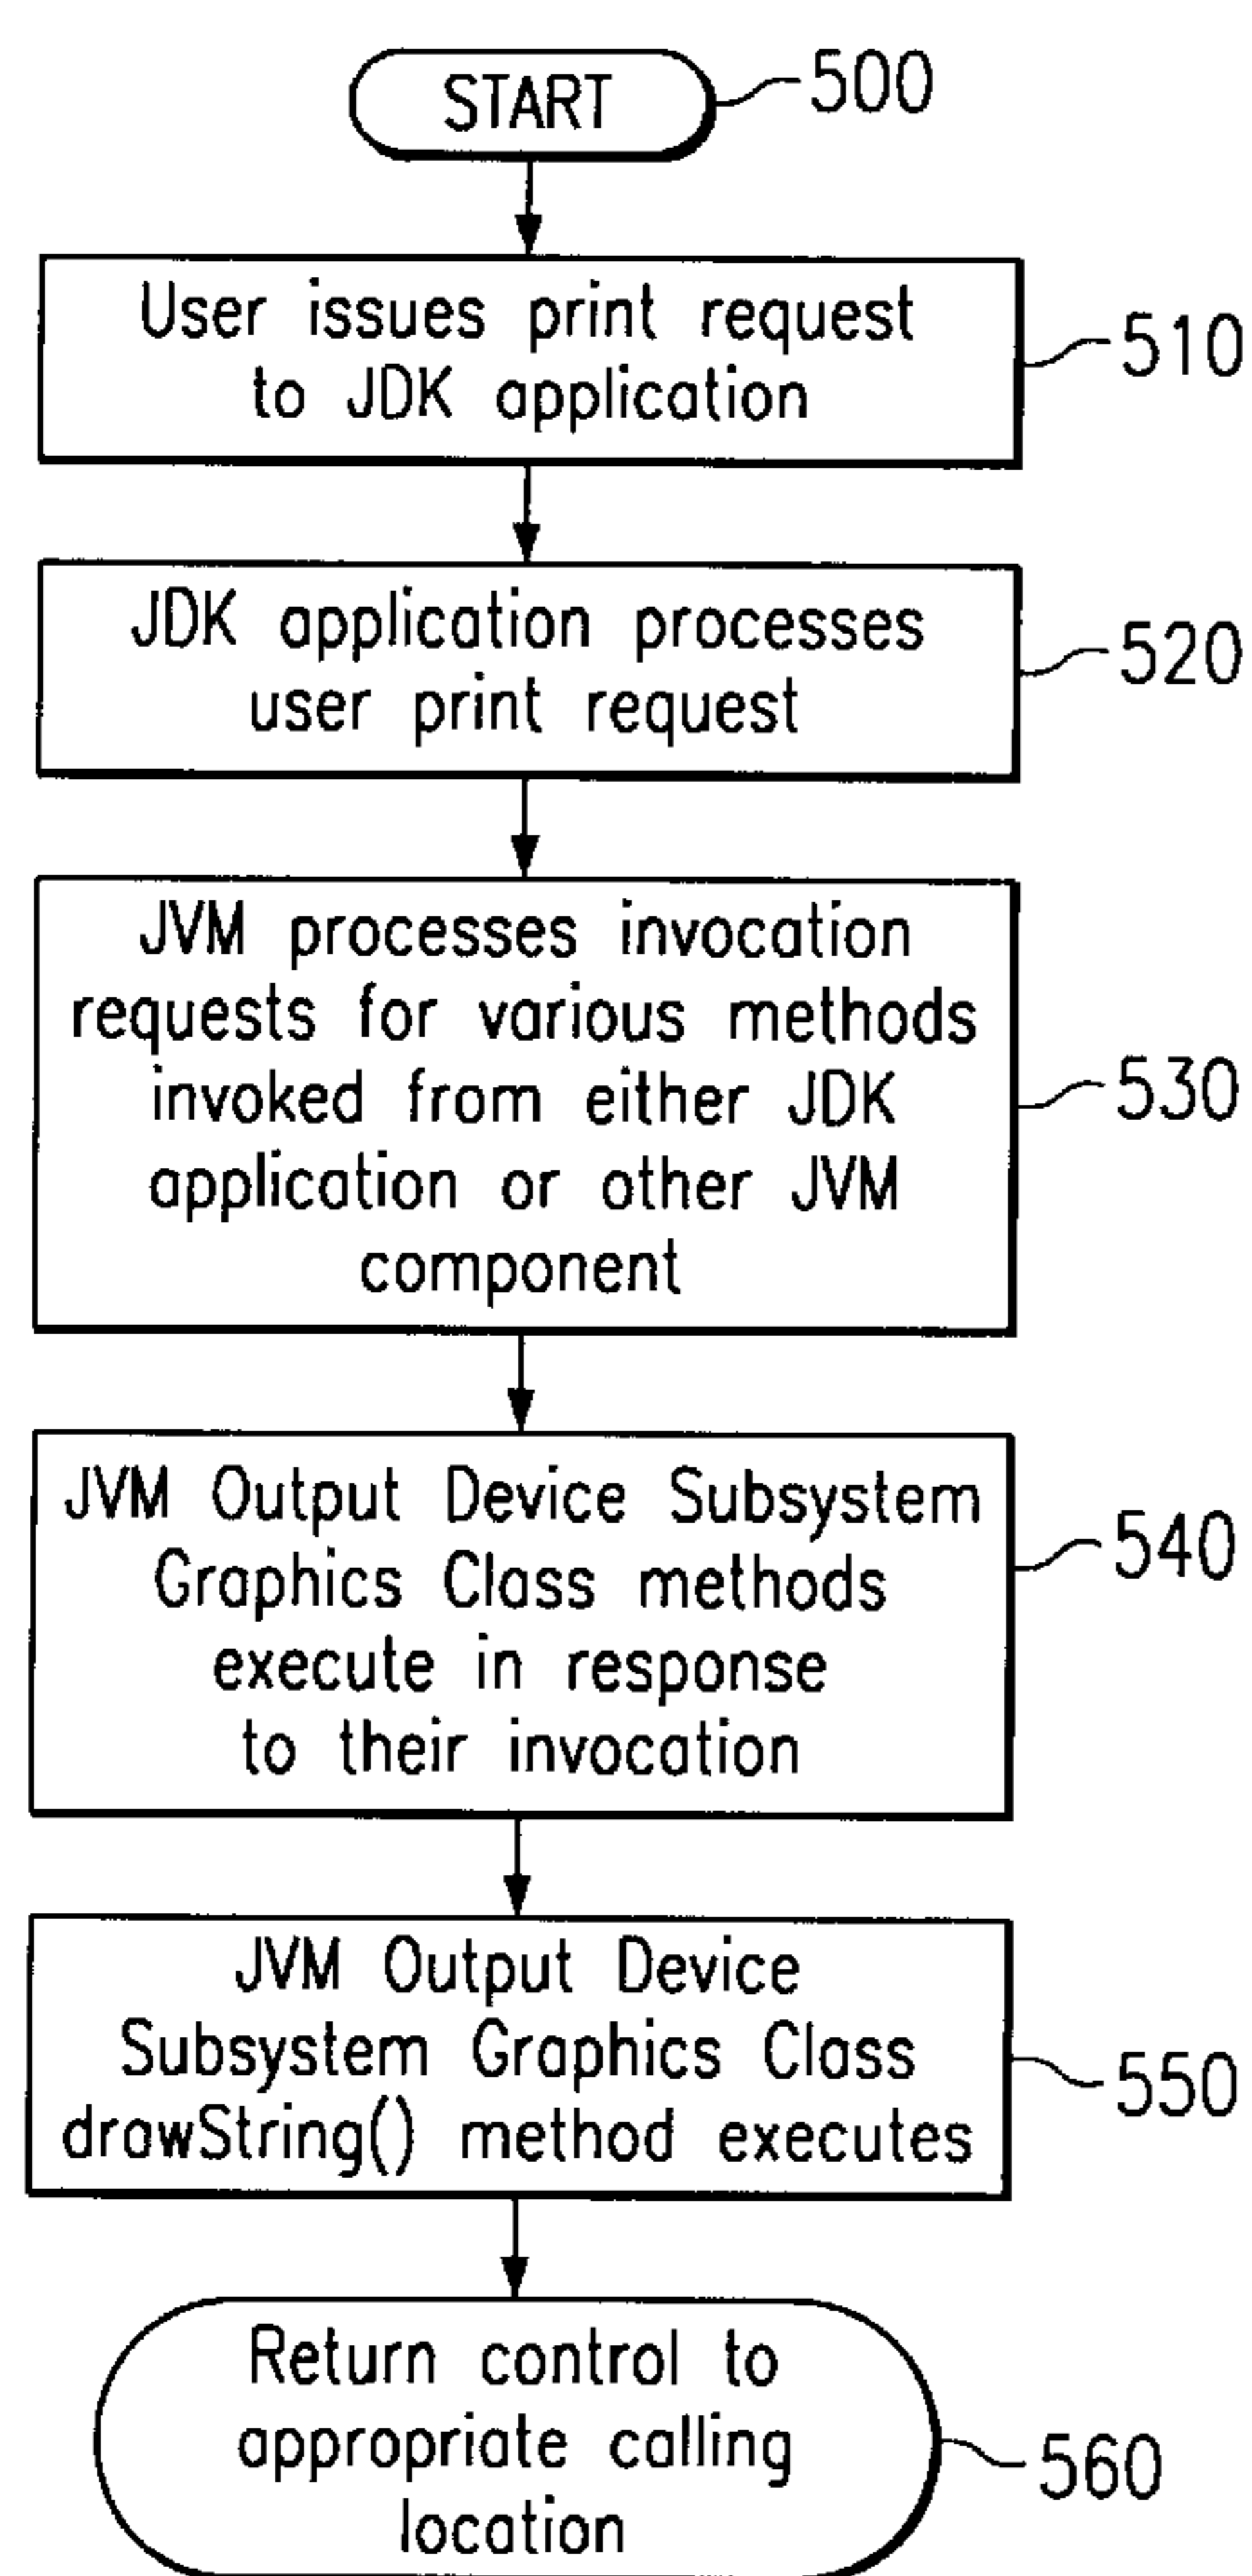 START
500
User issues print request
to JDK application
510
JDK application processes
user print request
520
JVM processes invocation
requests for various methods
invoked from either JDK
application or other JVM
component
530
JVM Output Device Subsystem
Graphics Class methods
execute in response
to their invocation
540
JVM Output Device
Subsystem Graphics Class
drawString() method executes
550
Return control to
appropriate calling
location
560